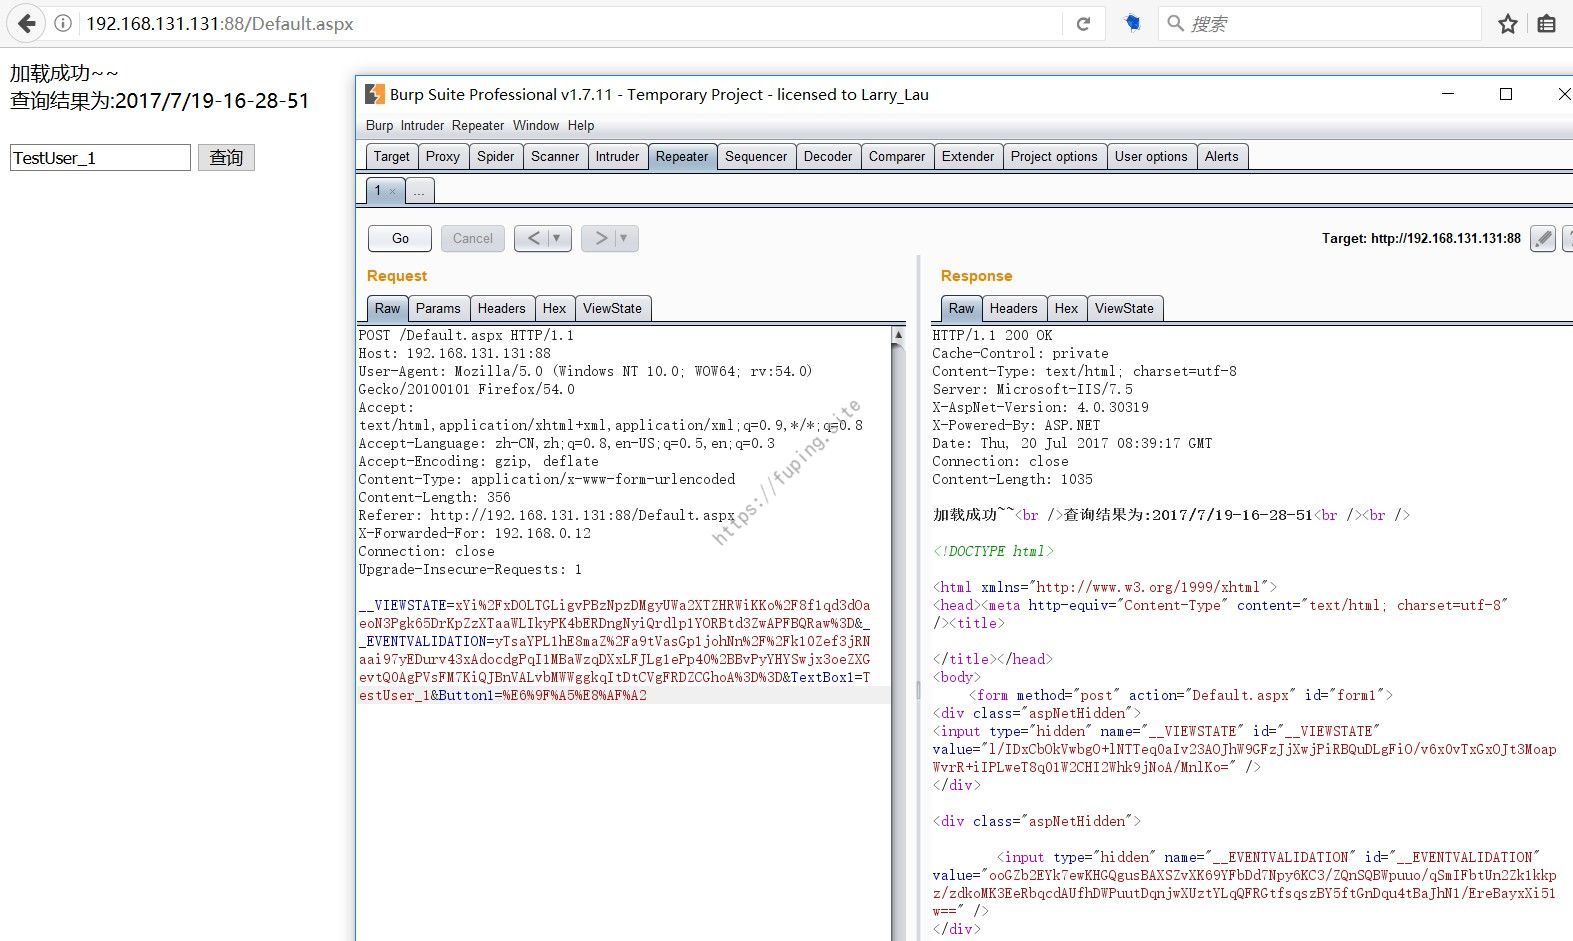 192.168.131.131:88/Default.aspx
搜索
加载成功~~
查询结果为:2017/7/19-16-28-51
TestUser_1
查询
Burp Suite Professional v1.7.11 - Temporary Project - licensed to Larry_Lau
Burp Intruder Repeater Window Help
Target Proxy Spider Scanner Intruder Repeater Sequencer Decoder Comparer Extender Project options User options Alerts
1 × ...
Go Cancel < > Target: http://192.168.131.131:88 ?
Request
Raw Params Headers Hex ViewState
POST /Default.aspx HTTP/1.1
Host: 192.168.131.131:88
User-Agent: Mozilla/5.0 (Windows NT 10.0; WOW64; rv:54.0)
Gecko/20100101 Firefox/54.0
Accept:
text/html,application/xhtml+xml,application/xml;q=0.9,*/*;q=0.8
Accept-Language: zh-CN,zh;q=0.8,en-US;q=0.5,en;q=0.3
Accept-Encoding: gzip, deflate
Content-Type: application/x-www-form-urlencoded
Content-Length: 356
Referer: http://192.168.131.131:88/Default.aspx
X-Forwarded-For: 192.168.0.12
Connection: close
Upgrade-Insecure-Requests: 1
__VIEWSTATE=xYi%2FxDOLTGLigvPBzNpzDMgyUWa2XTZHRWiKKo%2F8f1qd3dOa
eoN3Pgk65DrKpZzXTaaWLIkyPK4bERDngNyiQrdlp1YORBtd3ZwAPFBQRaw%3D&_
_EVENTVALIDATION=yTsaYPL1hE8maZ%2Fa9tVasGp1johNn%2F%2Fk10Zef3jRN
aai97yEDurv43xAdocdgPqI1MBaWzqDXxLFJLg1ePp40%2BBvPyYHYSwjx3oeZXG
evtQ0AgPVsFM7KiQJBnVALvbMWWggkqItDtCVgFRDZCGhoA%3D%3D&TextBox1=T
estUser_1&Button1=%E6%9F%A5%E8%AF%A2
https://fuping.site
Response
Raw Headers Hex ViewState
HTTP/1.1 200 OK
Cache-Control: private
Content-Type: text/html; charset=utf-8
Server: Microsoft-IIS/7.5
X-AspNet-Version: 4.0.30319
X-Powered-By: ASP.NET
Date: Thu, 20 Jul 2017 08:39:17 GMT
Connection: close
Content-Length: 1035
加载成功~~<br />查询结果为:2017/7/19-16-28-51<br /><br />
<!DOCTYPE html>
<html xmlns="http://www.w3.org/1999/xhtml">
<head><meta http-equiv="Content-Type" content="text/html; charset=utf-8"
/><title>
</title></head>
<body>
<form method="post" action="Default.aspx" id="form1">
<div class="aspNetHidden">
<input type="hidden" name="__VIEWSTATE" id="__VIEWSTATE"
value="l/IDxCbOkVwbgO+lNTTeq0aIv23AOJhW9GFzJjXwjPiRBQuDLgFiO/v6x0vTxGxOJt3Moap
WvrR+iIPLweT8q01W2CHI2Whk9jNoA/MnlKo=" />
</div>
<div class="aspNetHidden">
<input type="hidden" name="__EVENTVALIDATION" id="__EVENTVALIDATION"
value="ooGZb2EYk7ewKHGQgusBAXSZvXK69YFbDd7Npy6KC3/ZQnSQBWpuuo/qSmIFbtUn2Zk1kkp
z/zdkoMK3EeRbqcdAUfhDWPuutDqnjwXUztYLqQFRGtfsqszBY5ftGnDqu4tBaJhN1/EreBayxXi51
w==" />
</div>